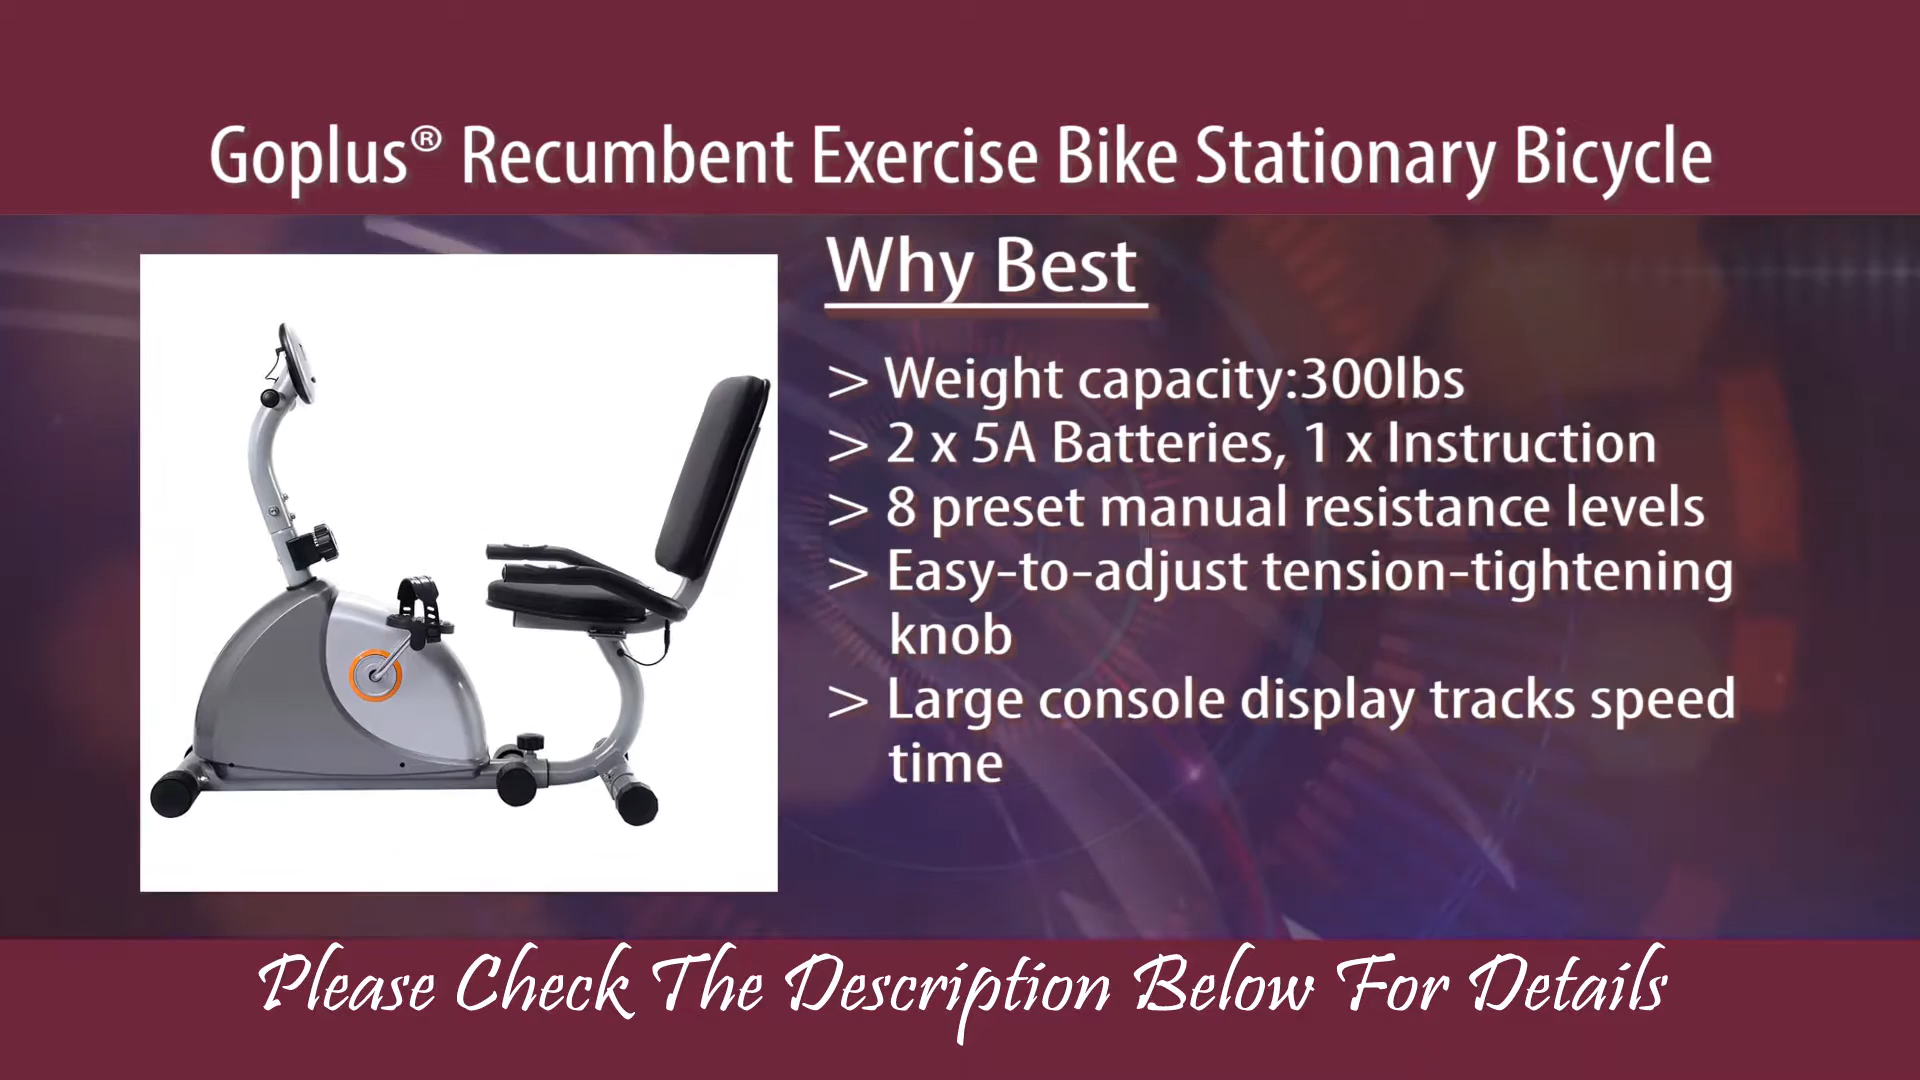 Goplus® Recumbent Exercise Bike Stationary Bicycle
Why Best
> Weight capacity:300lbs
> 2 x 5A Batteries, 1 x Instruction
> 8 preset manual resistance levels
> Easy-to-adjust tension-tightening
knob
> Large console display tracks speed
time
Please Check The Description Below For Details